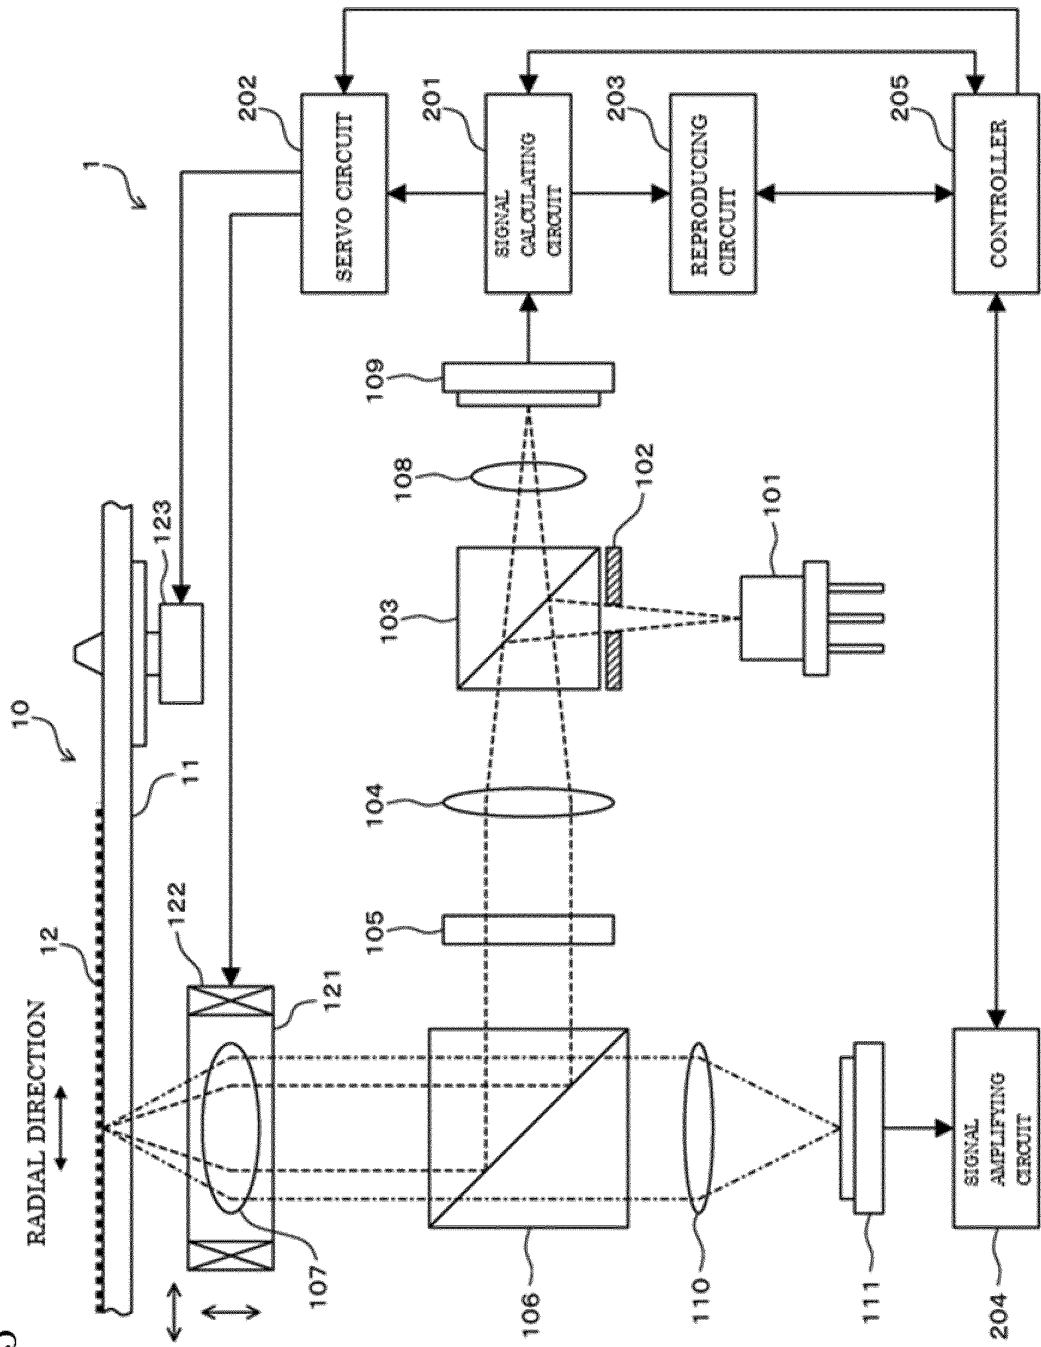 10
RADIAL DIRECTION
12
1
123
122
11
202
107
121
SERVO CIRCUIT
105
104
109
103
108
201
SIGNAL
CALCULATING
CIRCUIT
106
102
203
110
REPRODUCING
CIRCUIT
101
111
205
SIGNAL
AMPLIFYING
CIRCUIT
CONTROLLER
204